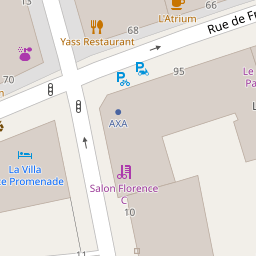 L'Atrium
68
66
Rue de Fr
Yass Restaurant
70
95
Le
Pa
L
AXA
La Villa
ce Promenade
Salon Florence
C
10
11